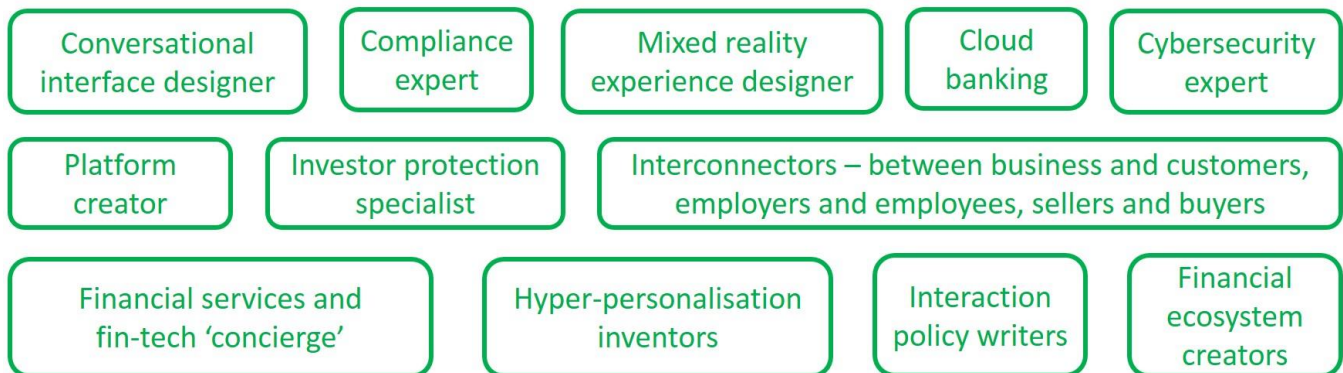 Conversational
interface designer
Compliance
expert
Mixed reality
experience designer
Cloud
banking
Cybersecurity
expert
Platform
creator
Investor protection
specialist
Interconnectors – between business and customers,
employers and employees, sellers and buyers
Financial services and
fin-tech ‘concierge’
Hyper-personalisation
inventors
Interaction
policy writers
Financial
ecosystem
creators